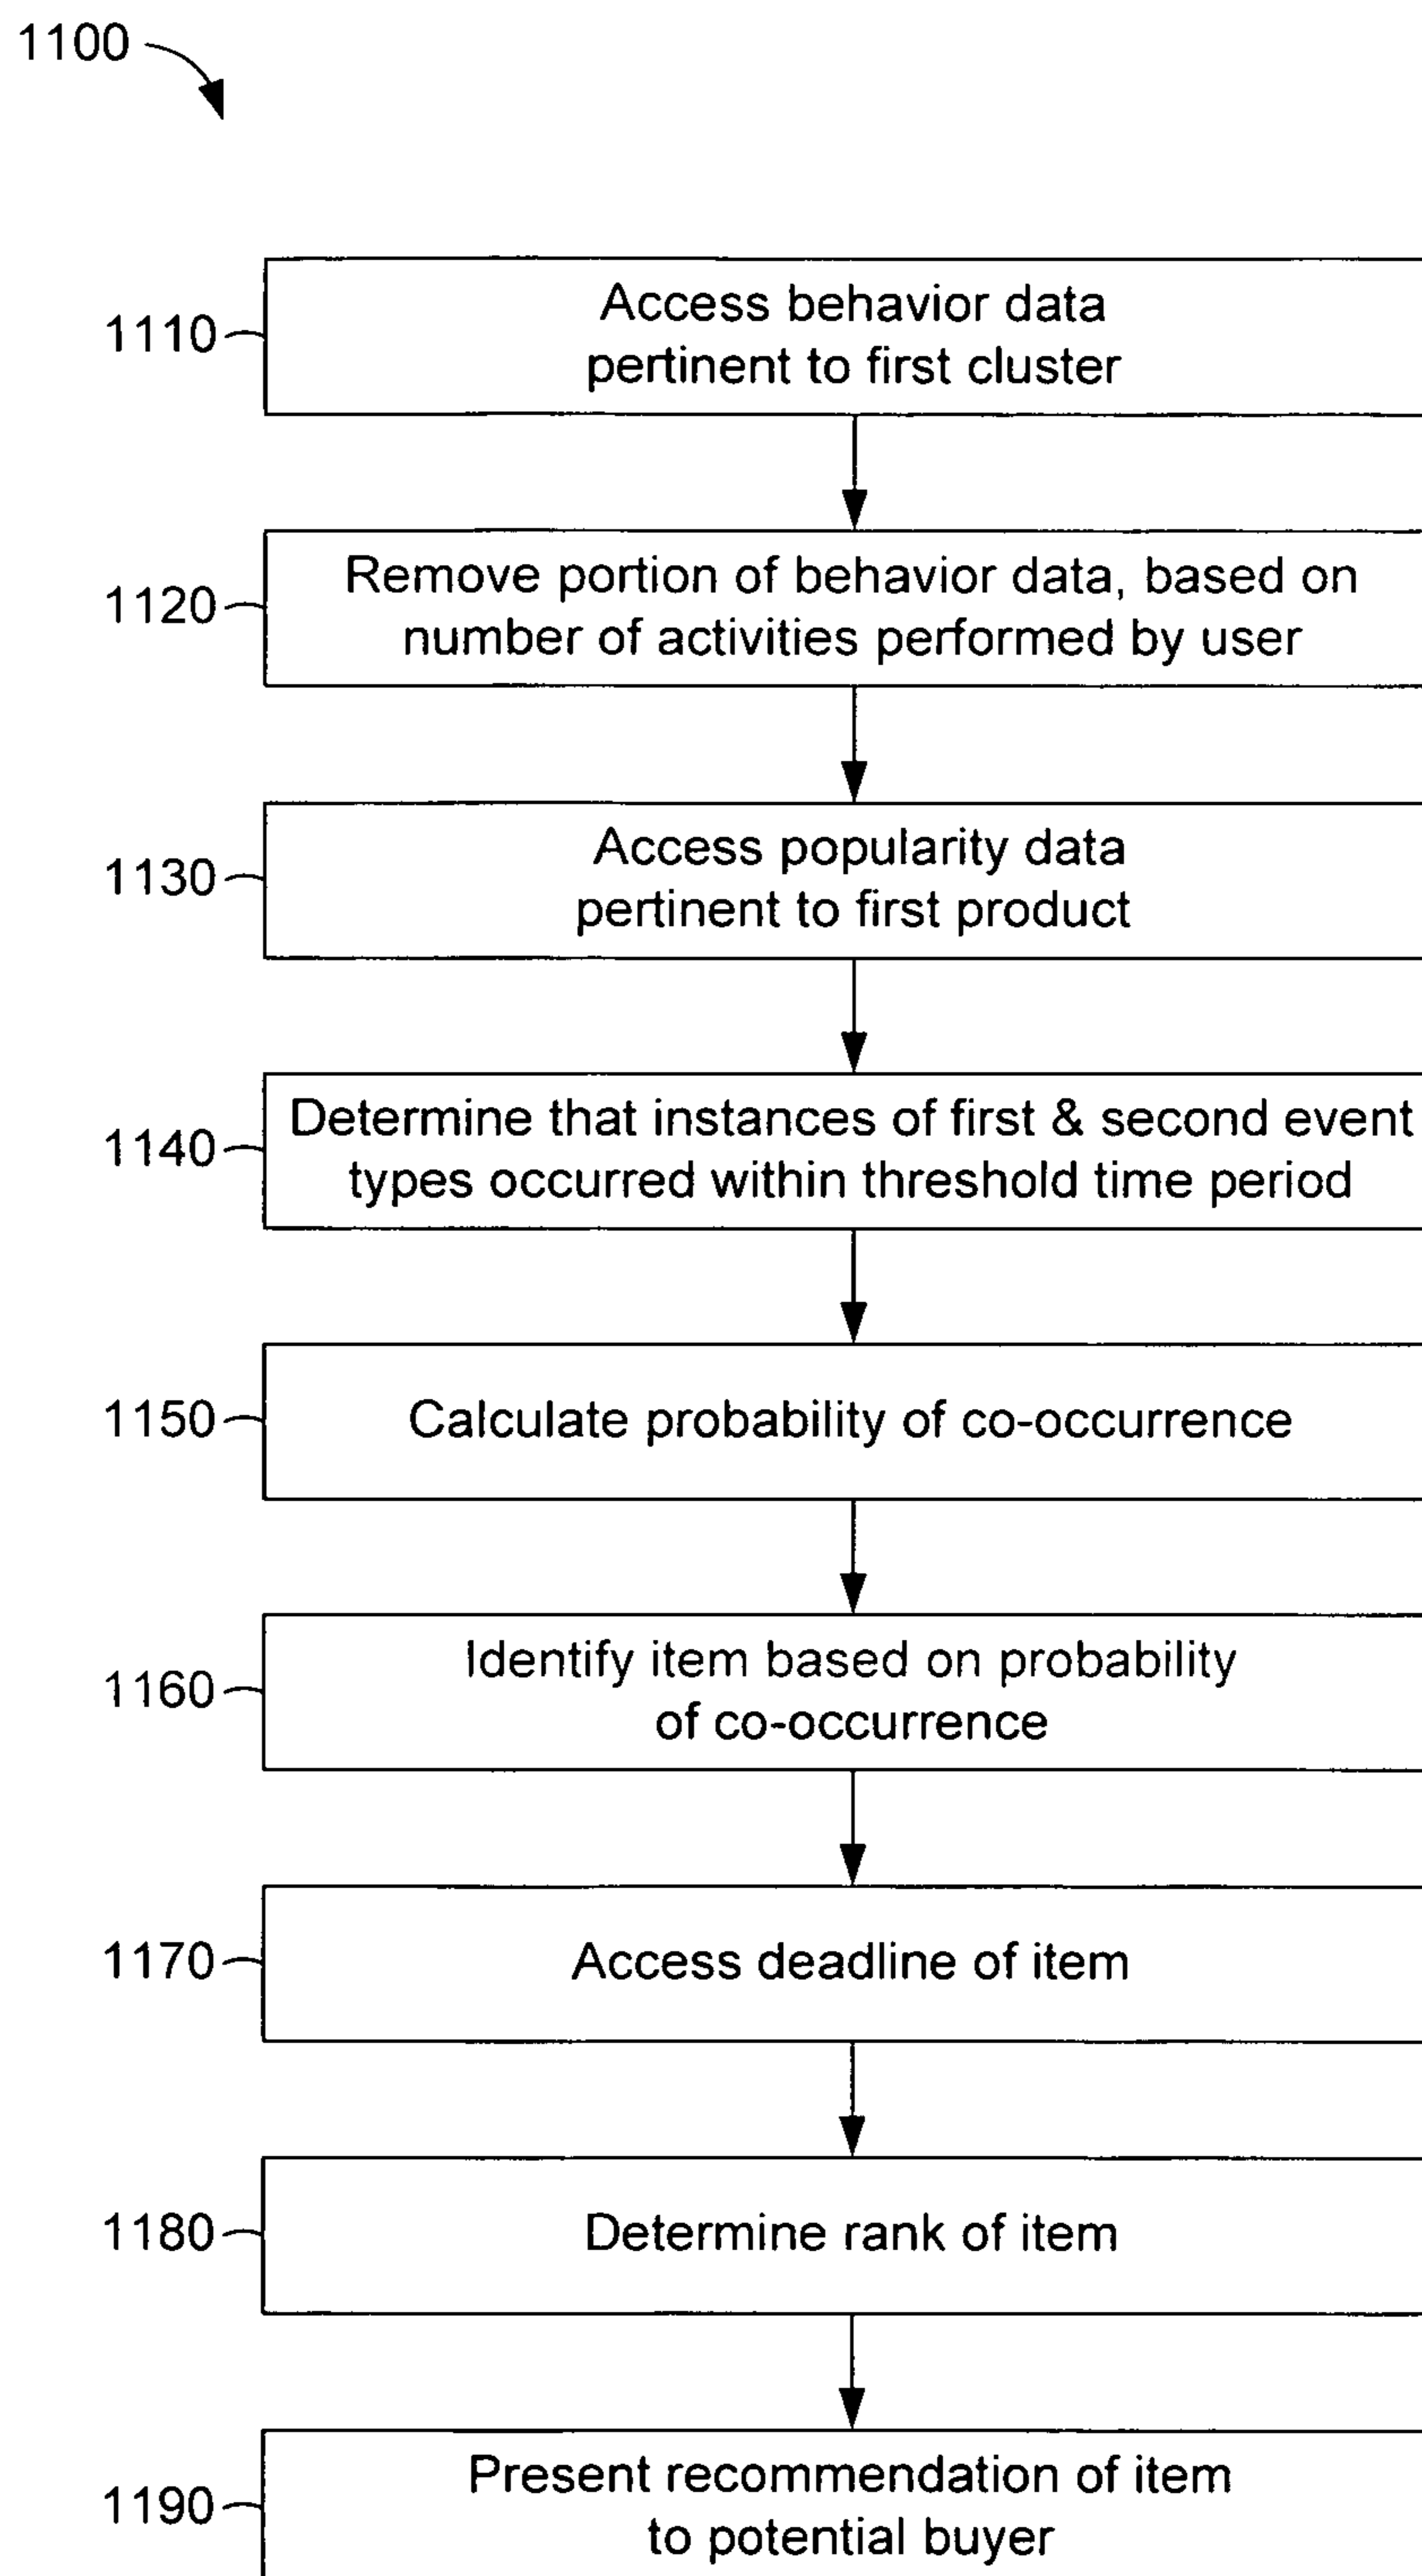 1100
1110
Access behavior data
pertinent to first cluster
1120
Remove portion of behavior data, based on
number of activities performed by user
1130
Access popularity data
pertinent to first product
1140
Determine that instances of first & second event
types occurred within threshold time period
1150
Calculate probability of co-occurrence
1160
Identify item based on probability
of co-occurrence
1170
Access deadline of item
1180
Determine rank of item
1190
Present recommendation of item
to potential buyer